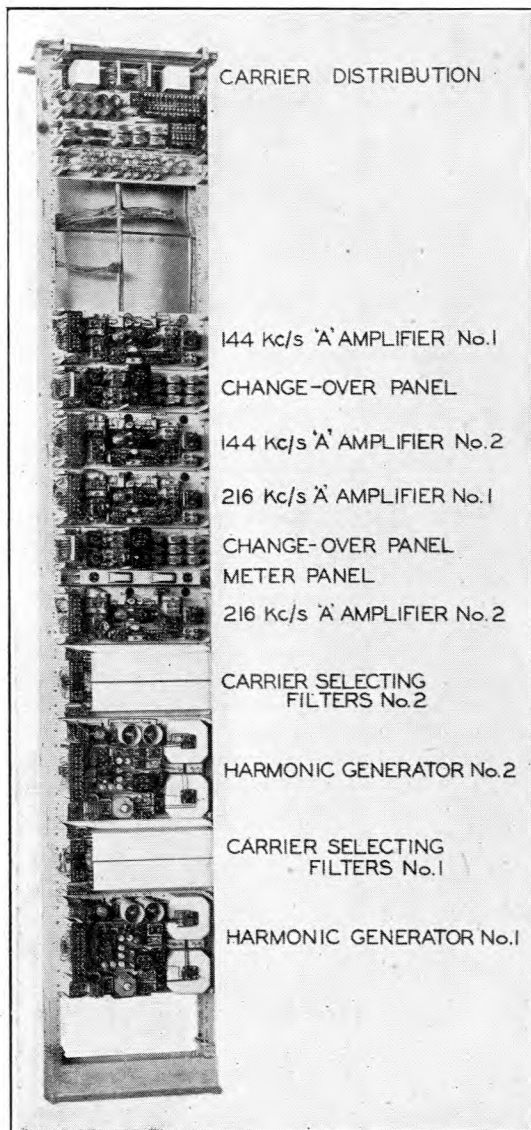 CARRIER DISTRIBUTION
144 Kc/s 'A' AMPLIFIER No.1
CHANGE-OVER PANEL
144 Kc/s 'A' AMPLIFIER No.2
216 Kc/s 'A' AMPLIFIER No.1
CHANGE-OVER PANEL
METER PANEL
216 Kc/s 'A' AMPLIFIER No.2
CARRIER SELECTING
FILTERS No.2
HARMONIC GENERATOR No.2
CARRIER SELECTING
FILTERS No.1
HARMONIC GENERATOR No.1